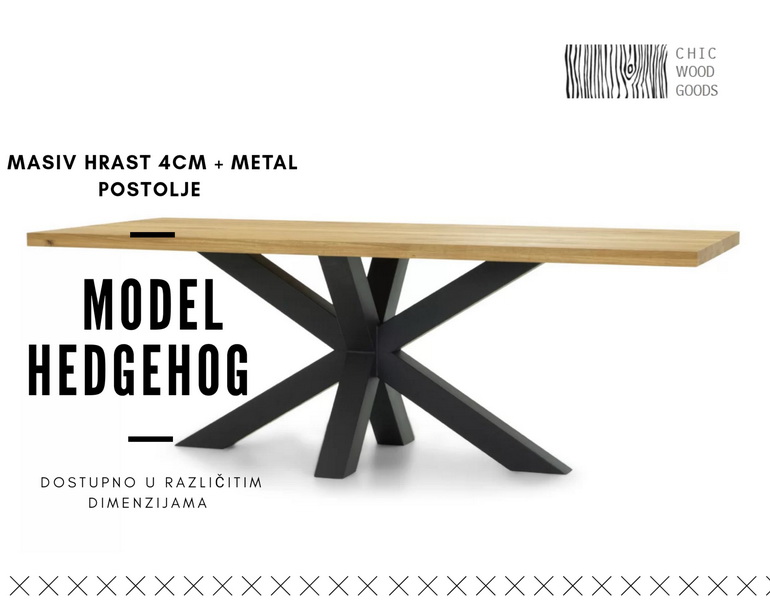 CHIC
WOOD
GOODS
MASIV HRAST 4CM + METAL
POSTOLJE
MODEL
HEDGEHOG
DOSTUPNO U RAZLIČITIM
DIMENZIJAMA